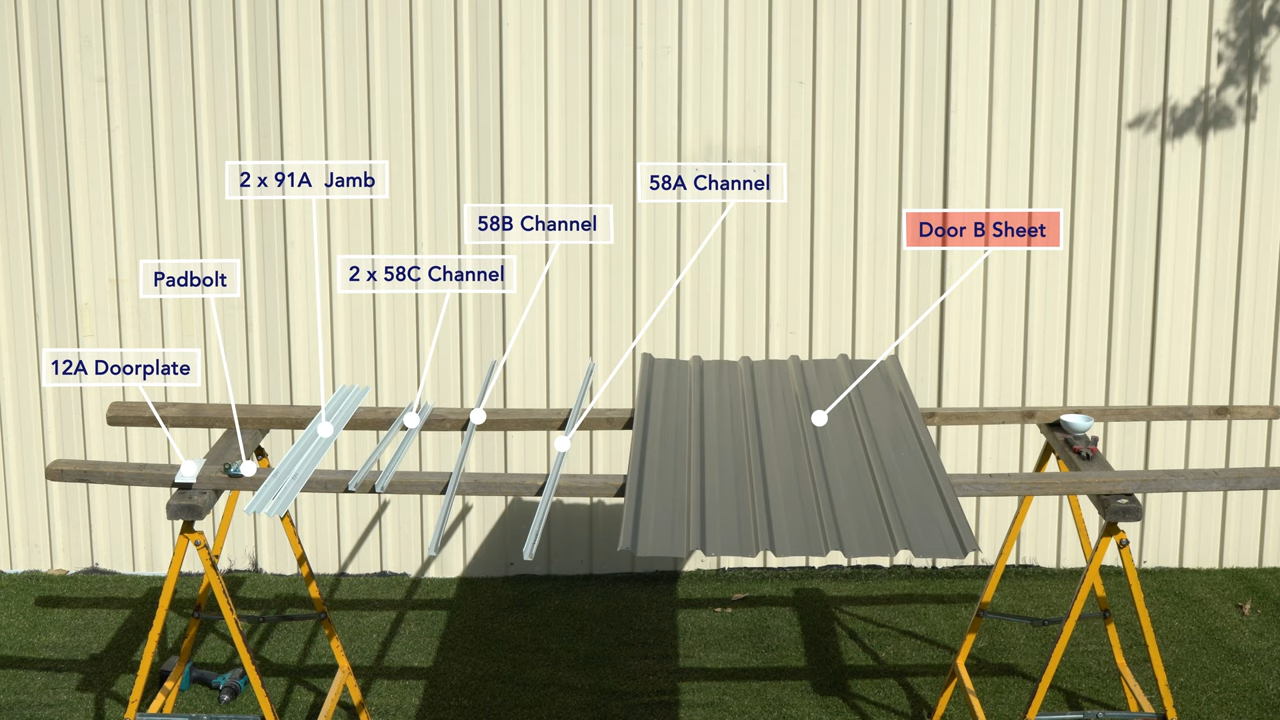 2 x 91A Jamb
58A Channel
58B Channel
Door B Sheet
2 x 58C Channel
Padbolt
12A Doorplate